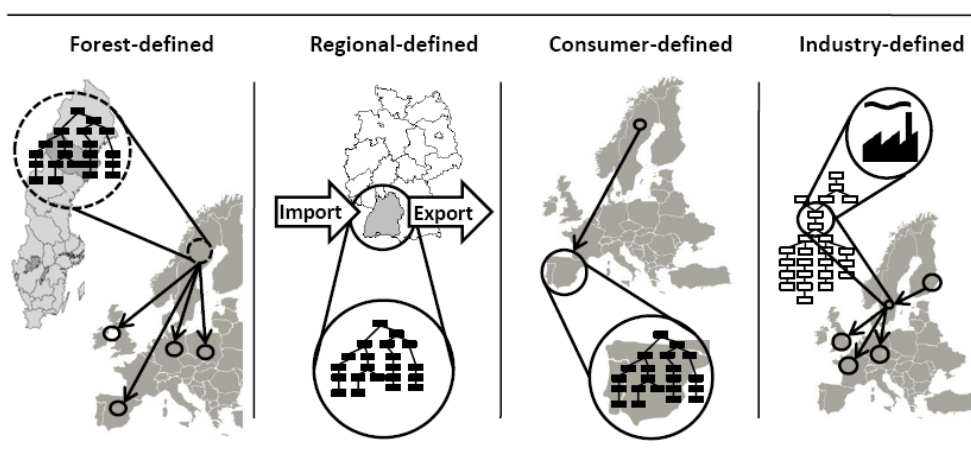 Forest-defined
Regional-defined
Consumer-defined
Industry-defined
Import
Export